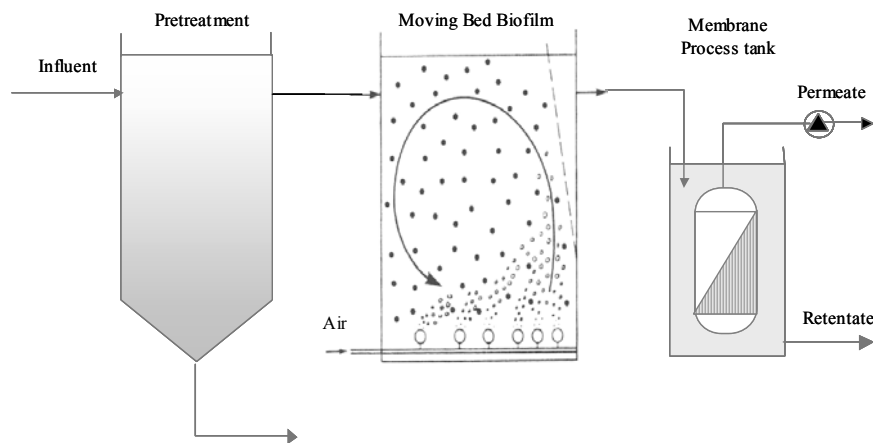 Pretreatment
Moving Bed Biofilm
Membrane
Process tank
Influent
Permeate
Air
Retentate